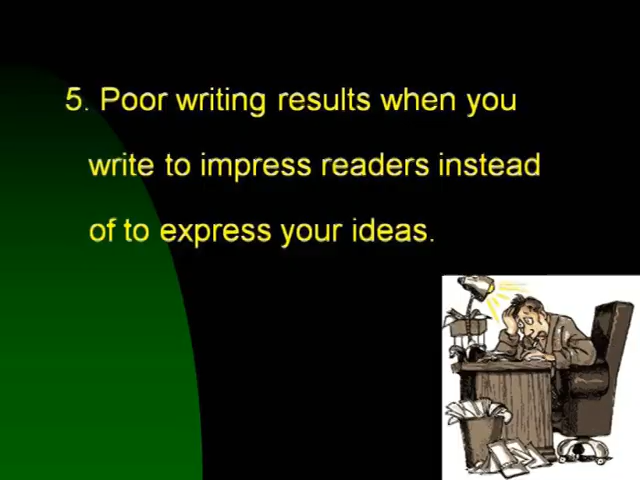 5. Poor writing results when you
write to impress readers instead
of to express your ideas.